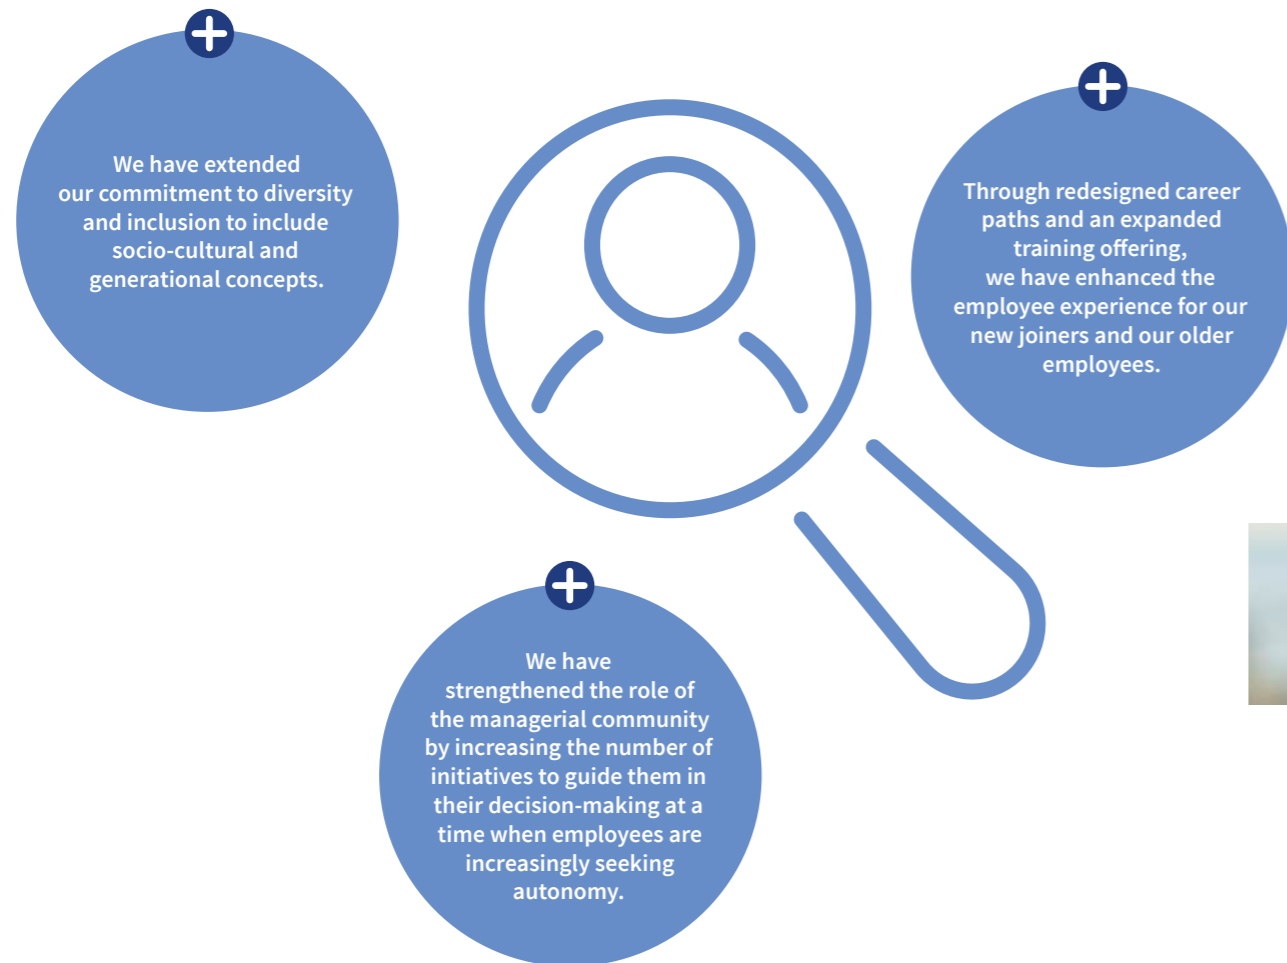 We have extended
our commitment to diversity
and inclusion to include
socio-cultural and
generational concepts.
Through redesigned career
paths and an expanded
training offering,
we have enhanced the
employee experience for our
new joiners and our older
employees.
We have
strengthened the role of
the managerial community
by increasing the number of
initiatives to guide them in
their decision-making at a
time when employees are
increasingly seeking
autonomy.